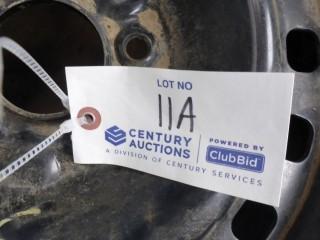 LOT NO
11A
CENTURY AUCTIONS
A DIVISION OF CENTURY SERVICES
POWERED BY
ClubBid